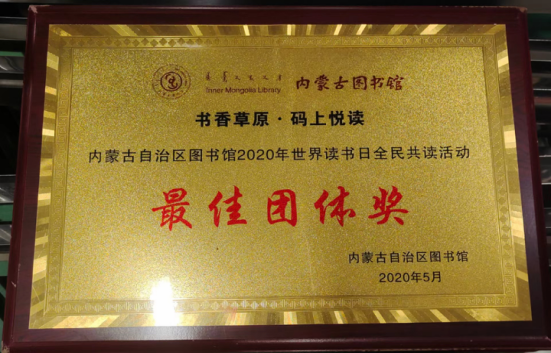 Inner Mongolia Library 内蒙古图书馆
书香草原·码上悦读
内蒙古自治区图书馆2020年世界读书日全民共读活动
最佳团体奖
内蒙古自治区图书馆
2020年5月